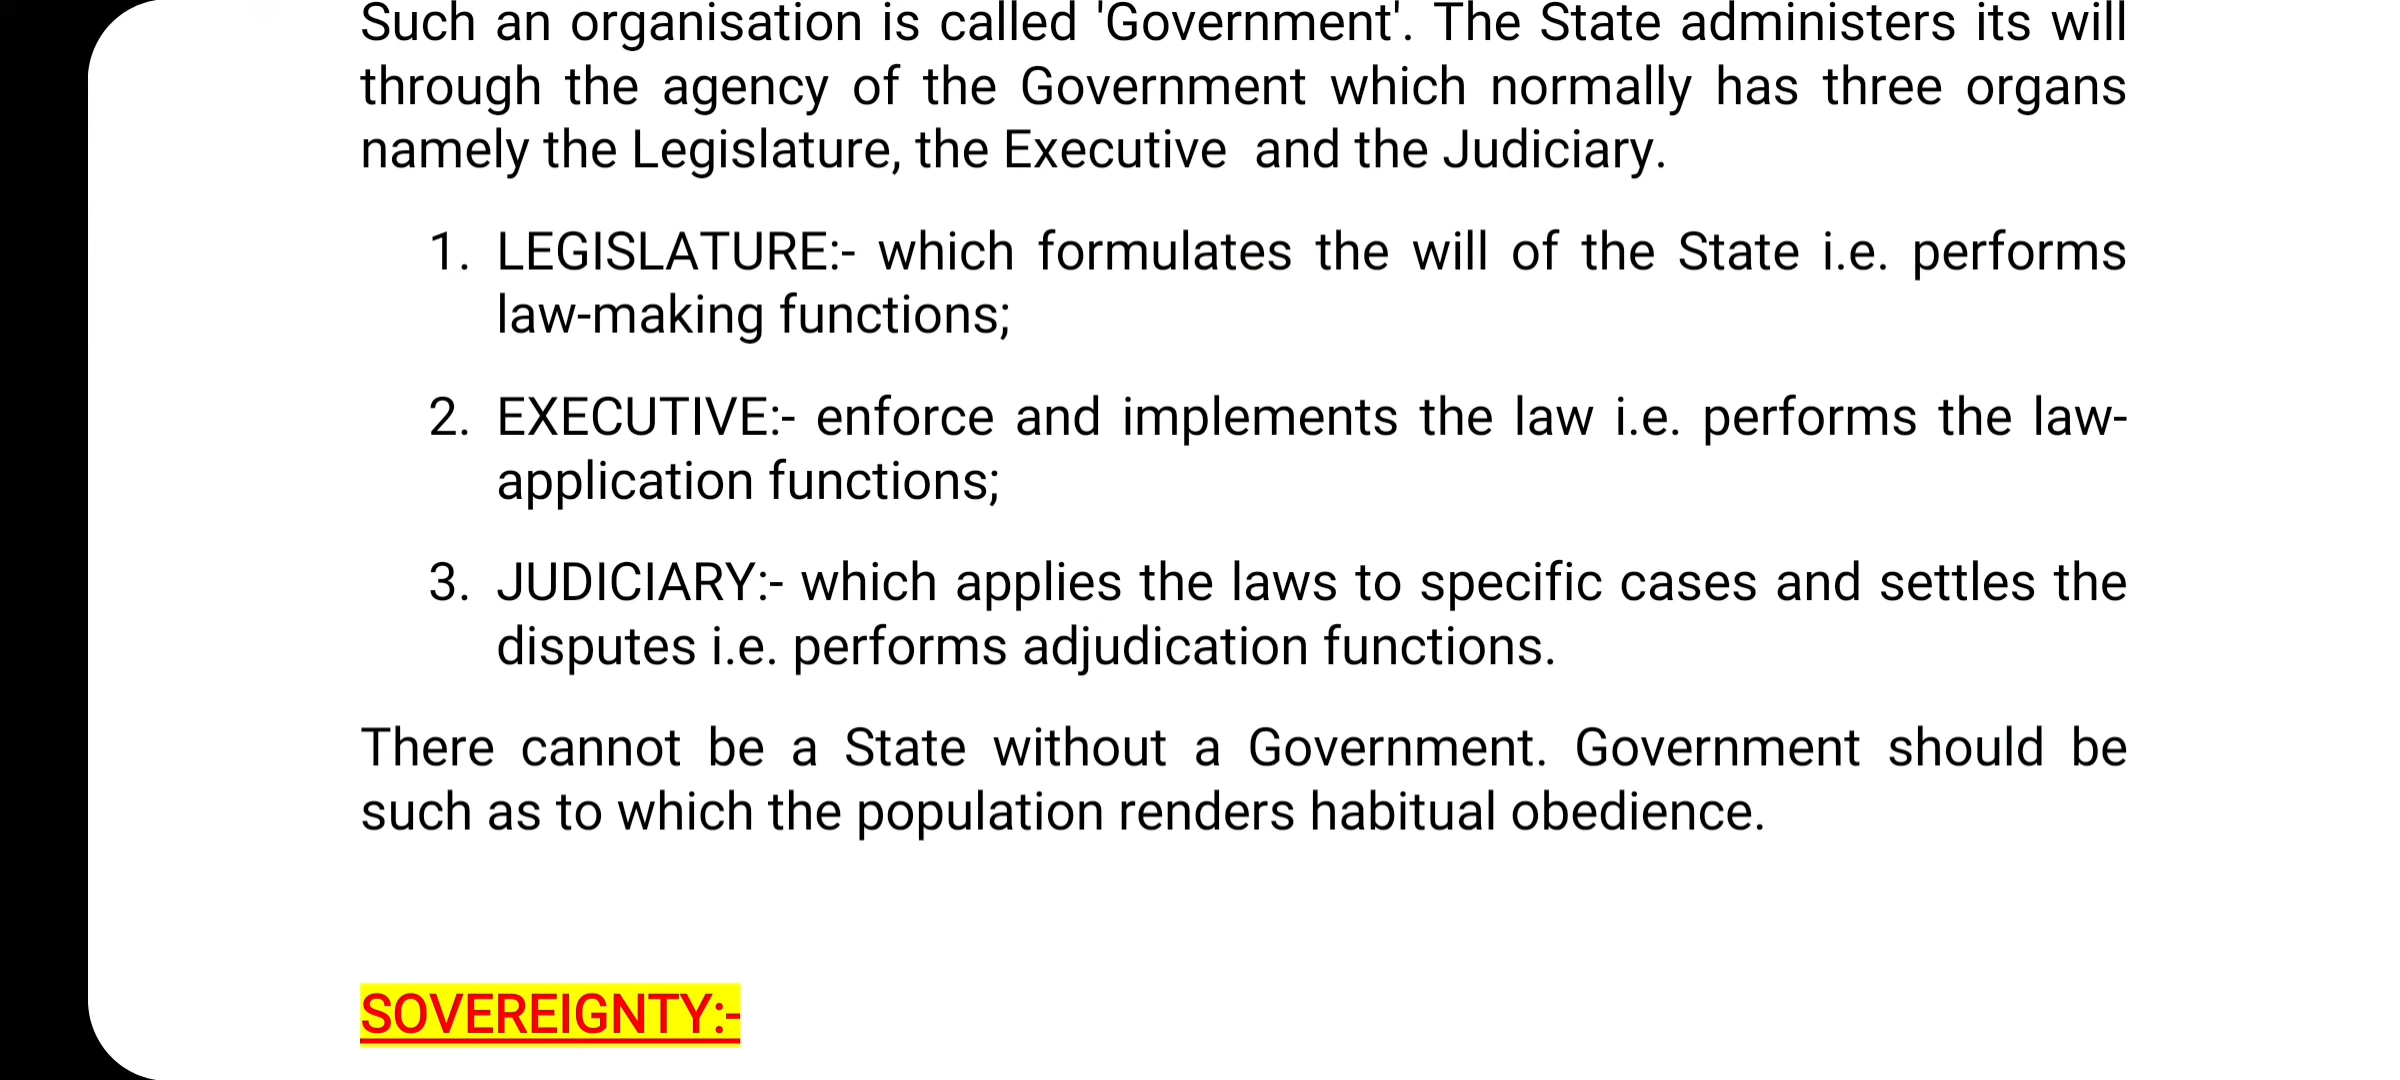 Such an organisation is called 'Government'. The State administers its will
through the agency of the Government which normally has three organs
namely the Legislature, the Executive  and the Judiciary.
1. LEGISLATURE:- which formulates the will of the State i.e. performs
law-making functions;
2. EXECUTIVE:- enforce and implements the law i.e. performs the law-
application functions;
3. JUDICIARY:- which applies the laws to specific cases and settles the
disputes i.e. performs adjudication functions.
There cannot be a State without a Government. Government should be
such as to which the population renders habitual obedience.
SOVEREIGNTY:-